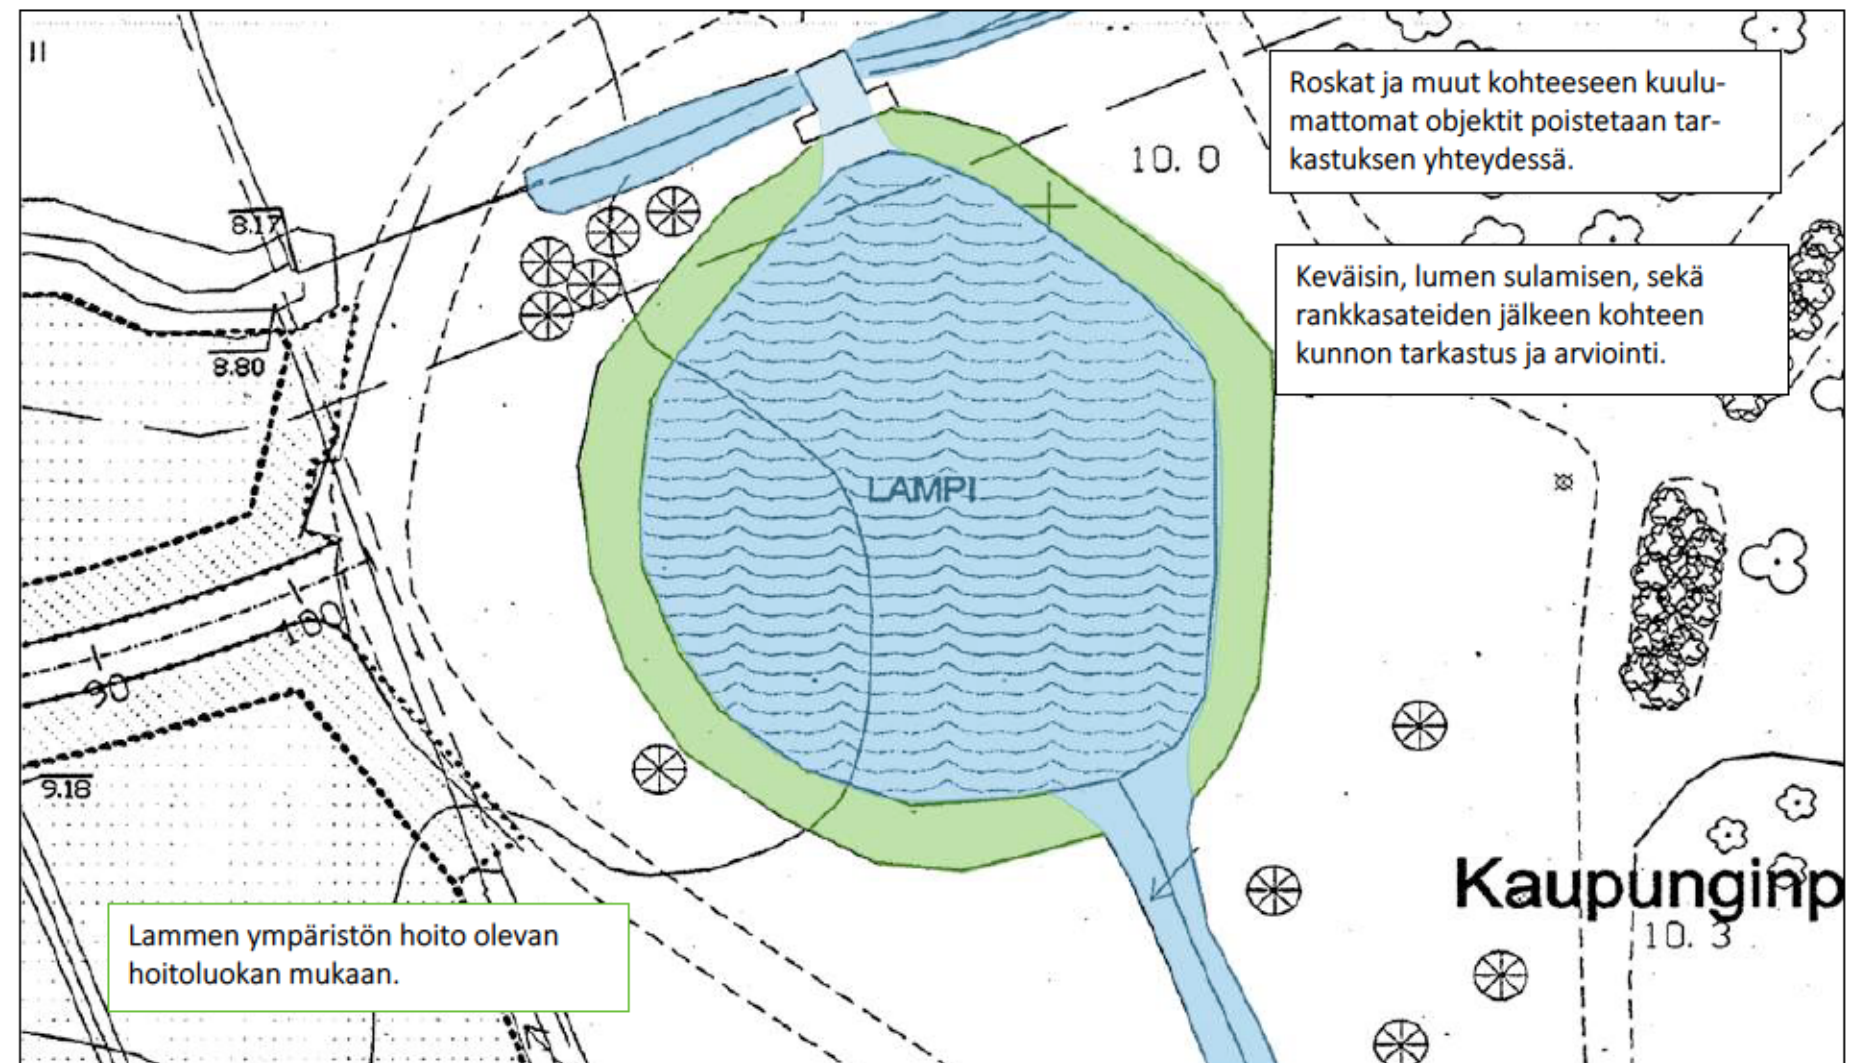 II
Roskat ja muut kohteeseen kuulu-
mattomat objektit poistetaan tar-
kastuksen yhteydessä.
10. 0
8.17
Keväisin, lumen sulamisen, sekä
rankkasateiden jälkeen kohteen
kunnon tarkastus ja arviointi.
8.80
LAMPI
100
90
9.18
Kaupunginp
10. 3
Lammen ympäristön hoito olevan
hoitoluokan mukaan.